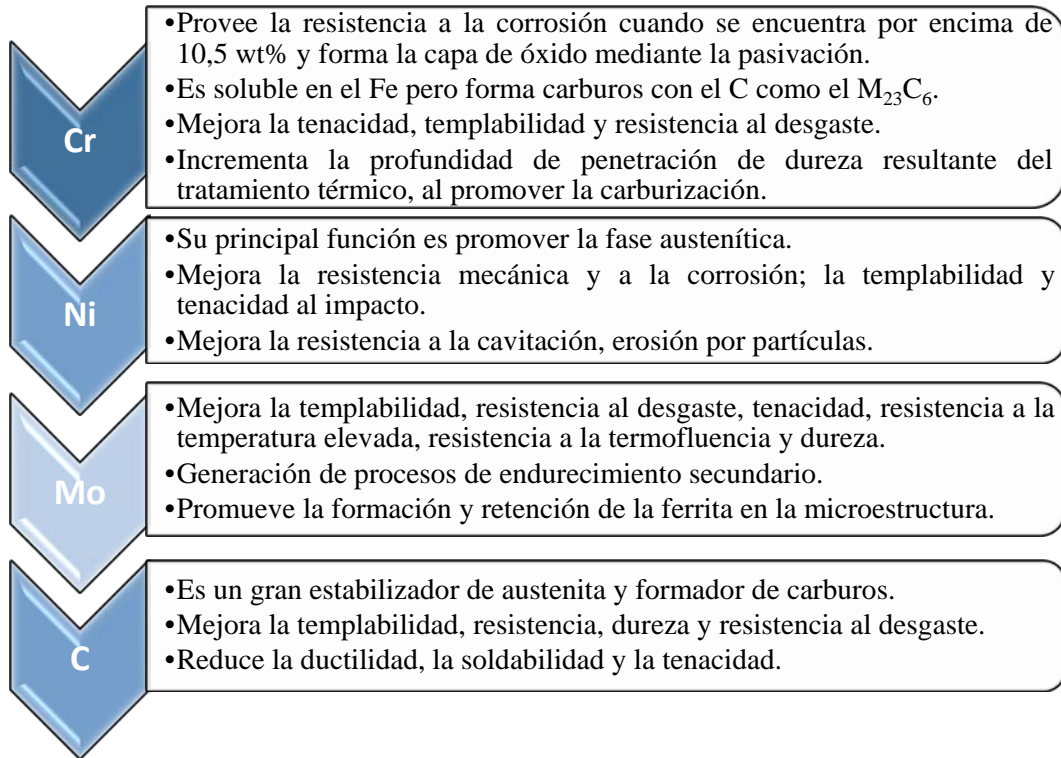 Cr
•Provee la resistencia a la corrosión cuando se encuentra por encima de
10,5 wt% y forma la capa de óxido mediante la pasivación.
•Es soluble en el Fe pero forma carburos con el C como el M₂₃C₆.
•Mejora la tenacidad, templabilidad y resistencia al desgaste.
•Incrementa la profundidad de penetración de dureza resultante del
tratamiento térmico, al promover la carburización.
Ni
•Su principal función es promover la fase austenítica.
•Mejora la resistencia mecánica y a la corrosión; la templabilidad y
tenacidad al impacto.
•Mejora la resistencia a la cavitación, erosión por partículas.
Mo
•Mejora la templabilidad, resistencia al desgaste, tenacidad, resistencia a la
temperatura elevada, resistencia a la termofluencia y dureza.
•Generación de procesos de endurecimiento secundario.
•Promueve la formación y retención de la ferrita en la microestructura.
C
•Es un gran estabilizador de austenita y formador de carburos.
•Mejora la templabilidad, resistencia, dureza y resistencia al desgaste.
•Reduce la ductilidad, la soldabilidad y la tenacidad.